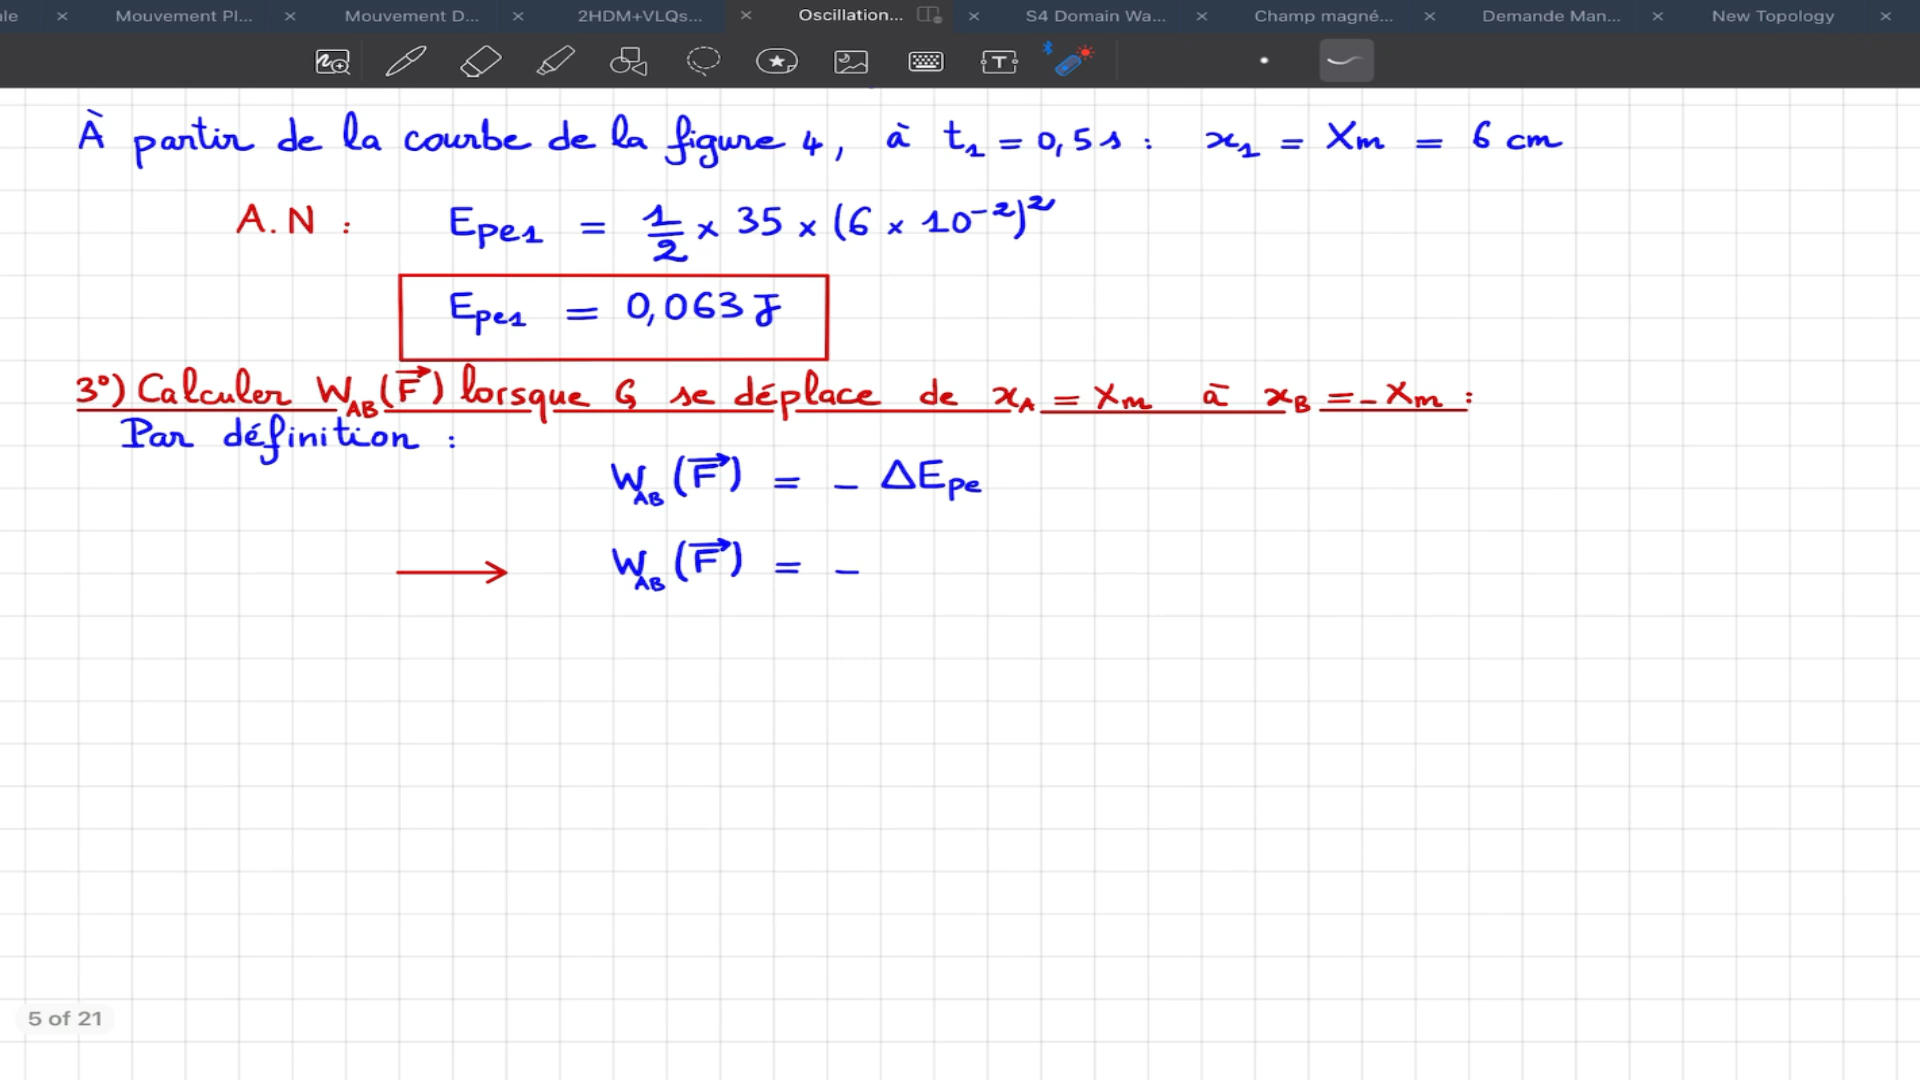 le × Mouvement Pl... × Mouvement D... × 2HDM+VLQs... × Oscillation... × S4 Domain Wa... × Champ magné... × Demande Man... × New Topology ×
À partir de la courbe de la figure 4, à t₁ = 0,5 s : x₁ = Xm = 6 cm
A.N : Epe1 = 1/2 × 35 × (6 × 10⁻²)²
Epe1 = 0,063 J
3°) Calculer W_AB(F⃗) lorsque G se déplace de x_A = Xm à x_B = -Xm :
Par définition :
W_AB(F⃗) = - ΔEpe
⟶ W_AB(F⃗) = -
5 of 21